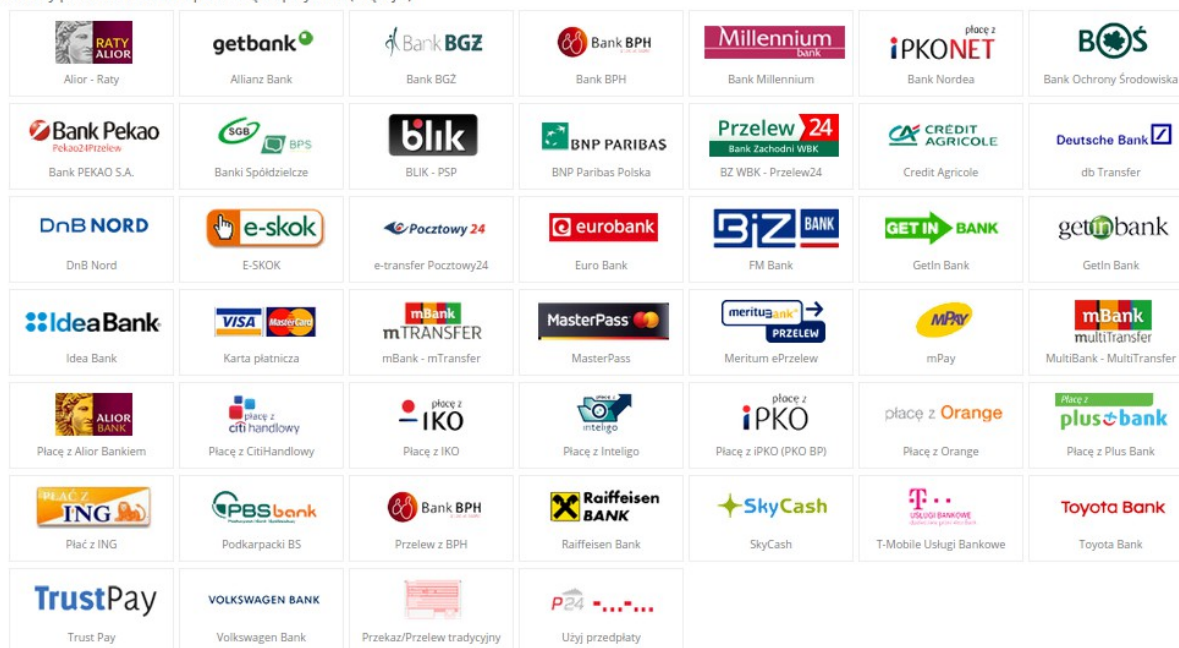 RATY ALIOR
Alior - Raty
getbank
Allianz Bank
Bank BGŻ
Bank BGŻ
Bank BPH
Bank BPH
Millennium bank
Bank Millennium
płacę z iPKONET
Bank Nordea
BOŚ
Bank Ochrony Środowiska
Bank Pekao
Pekao24Przelew
Bank PEKAO S.A.
SGB BPS
Banki Spółdzielcze
blik
BLIK - PSP
BNP PARIBAS
BNP Paribas Polska
Przelew 24
Bank Zachodni WBK
BZ WBK - Przelew24
CRÉDIT AGRICOLE
Credit Agricole
Deutsche Bank
db Transfer
DnB NORD
DnB Nord
e-skok
E-SKOK
Pocztowy 24
e-transfer Pocztowy24
eurobank
Euro Bank
BiZ BANK
FM Bank
GET IN BANK
GetIn Bank
getinbank
GetIn Bank
Idea Bank
Idea Bank
VISA MasterCard
Karta płatnicza
mBank
mTRANSFER
mBank - mTransfer
MasterPass
MasterPass
meritumBank
PRZELEW
Meritum ePrzelew
mPAY
mPay
mBank
multiTransfer
MultiBank - MultiTransfer
ALIOR BANK
Płacę z Alior Bankiem
płacę z
citi handlowy
Płacę z CitiHandlowy
płacę z
IKO
Płacę z IKO
płacę z
inteligo
Płacę z Inteligo
płacę z
iPKO
Płacę z iPKO (PKO BP)
płacę z Orange
Płacę z Orange
Płacę z
plus bank
Płacę z Plus Bank
PŁAĆ Z
ING
Płać z ING
PBSbank
Podkarpacki BS
Bank BPH
Przelew z BPH
Raiffeisen
BANK
Raiffeisen Bank
SkyCash
SkyCash
T
USŁUGI BANKOWE
T-Mobile Usługi Bankowe
Toyota Bank
Toyota Bank
TrustPay
Trust Pay
VOLKSWAGEN BANK
Volkswagen Bank
Przekaz/Przelew tradycyjny
P24
Użyj przedpłaty